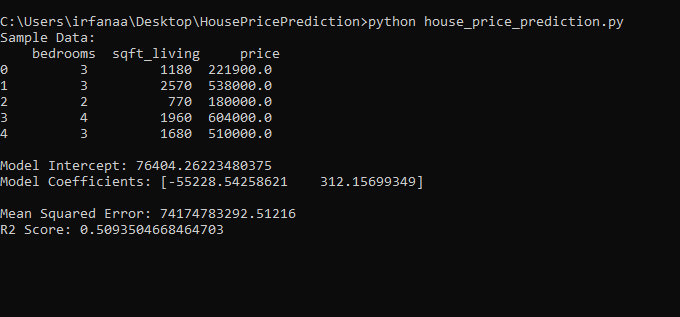 C:\Users\irfanaa\Desktop\HousePricePrediction>python house_price_prediction.py
Sample Data:
   bedrooms  sqft_living     price
0         3         1180  221900.0
1         3         2570  538000.0
2         2          770  180000.0
3         4         1960  604000.0
4         3         1680  510000.0
Model Intercept: 76404.26223480375
Model Coefficients: [-55228.54258621    312.15699349]
Mean Squared Error: 74174783292.51216
R2 Score: 0.5093504668464703